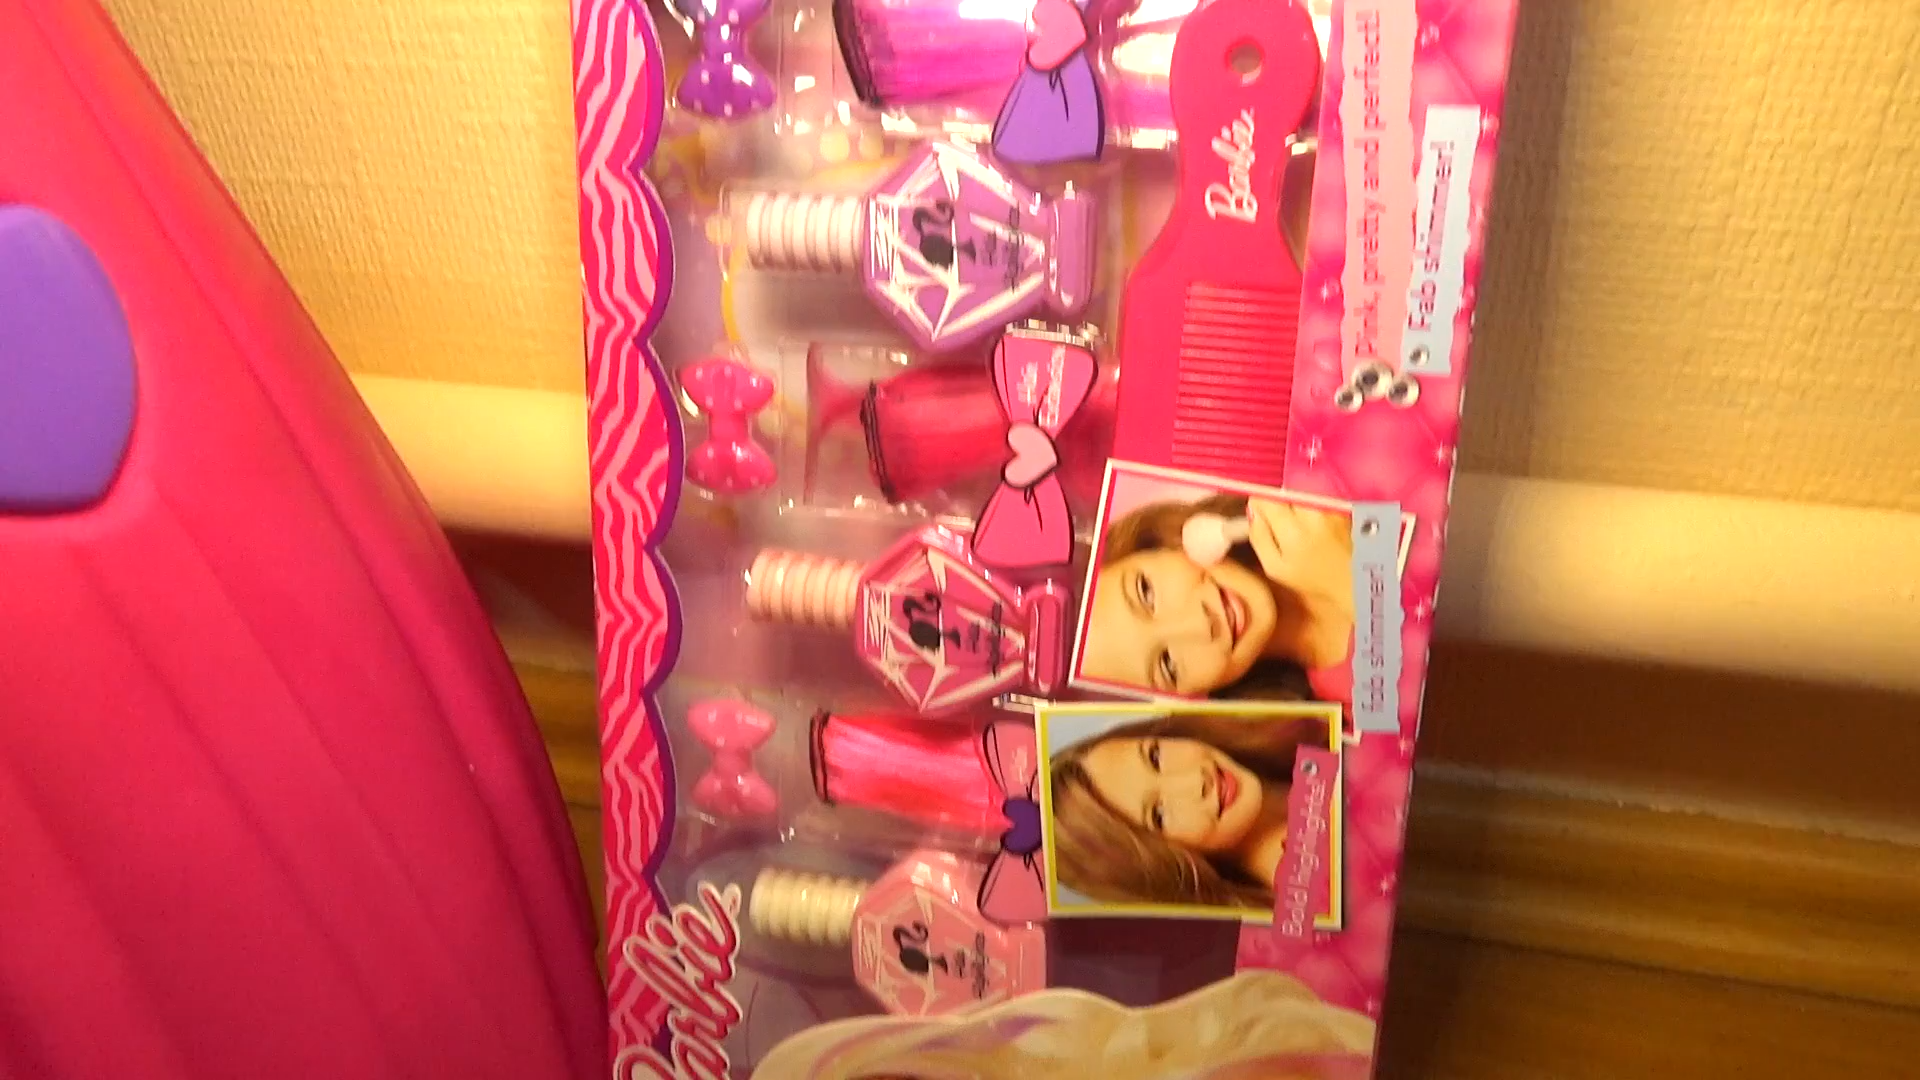 Barbie
Barbie
Pink, pretty and perfect!
Fab shimmer!
Fab shimmer!
Bold highlights!